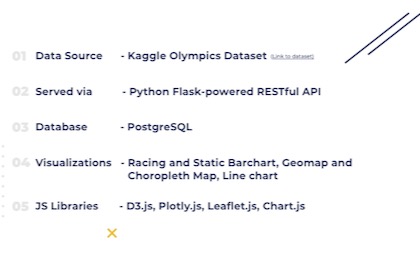 01 Data Source - Kaggle Olympics Dataset (Link to dataset)
02 Served via - Python Flask-powered RESTful API
03 Database - PostgreSQL
04 Visualizations - Racing and Static Barchart, Geomap and
Choropleth Map, Line chart
05 JS Libraries - D3.js, Plotly.js, Leaflet.js, Chart.js